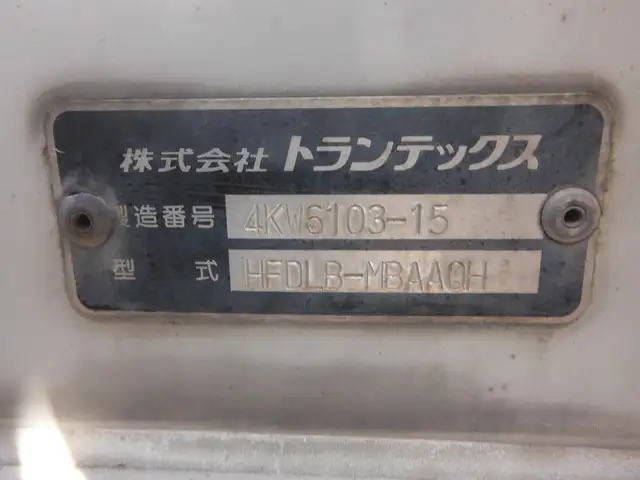 株式会社 トランテックス
製造番号 4KW6103-15
型式 HFDLB-MBAAQH